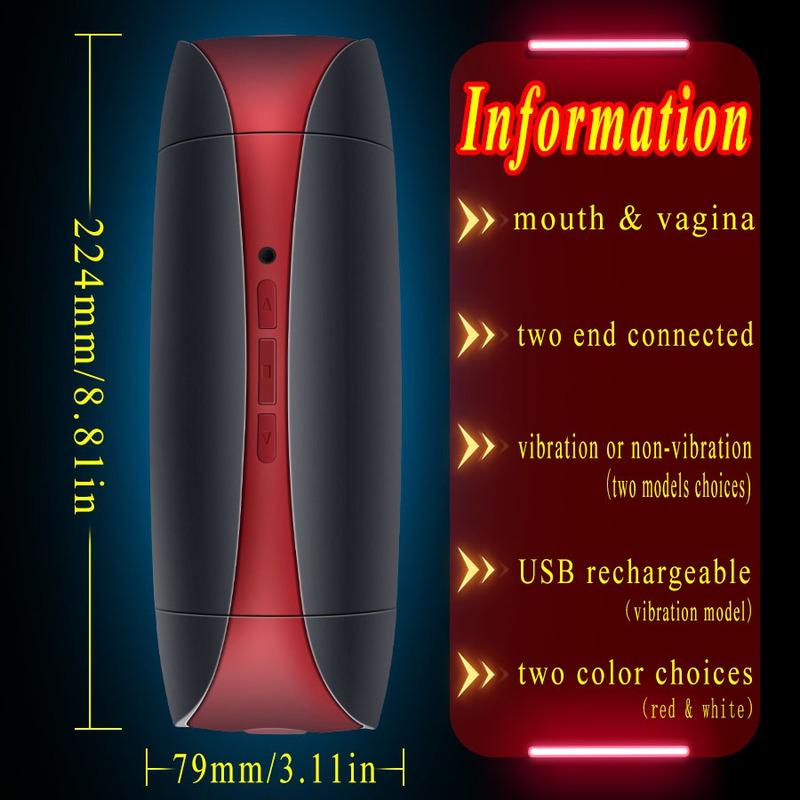 224mm/8.81in
79mm/3.11in
Information
mouth & vagina
two end connected
vibration or non-vibration
(two models choices)
USB rechargeable
(vibration model)
two color choices
(red & white)